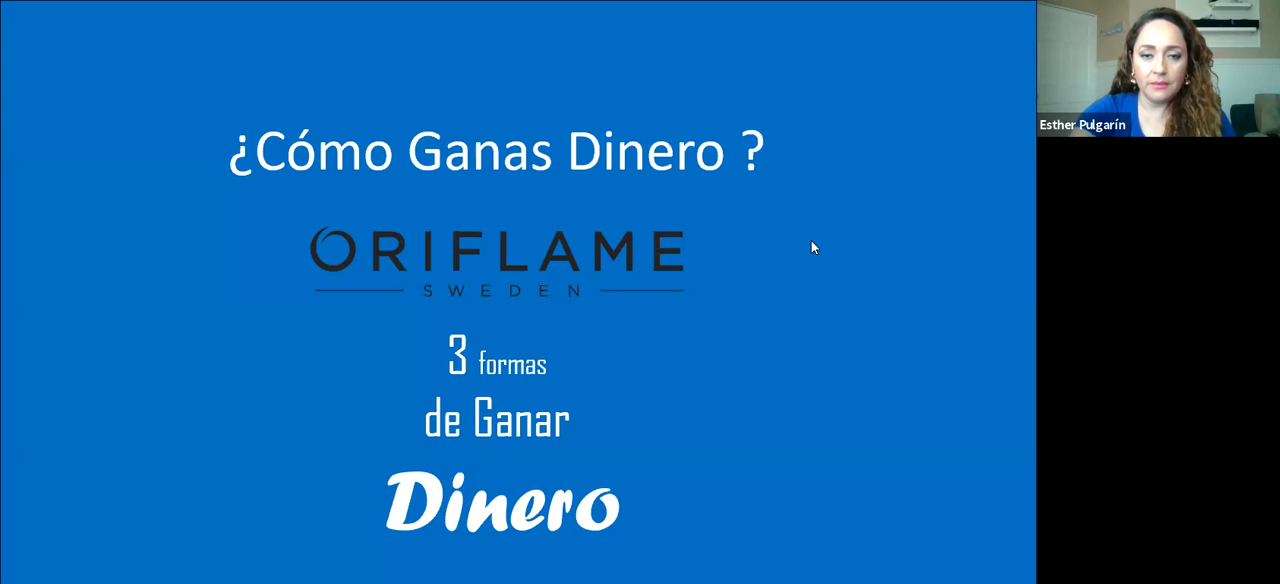 ¿Cómo Ganas Dinero ?
ORIFLAME
SWEDEN
3 formas
de Ganar
Dinero
Esther Pulgarín